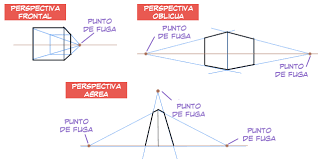 PERSPECTIVA
FRONTAL
PUNTO
DE FUGA
PERSPECTIVA
OBLICUA
PUNTO
DE FUGA
PUNTO
DE FUGA
PERSPECTIVA
AÉREA
PUNTO
DE FUGA
PUNTO
DE FUGA
PUNTO
DE FUGA